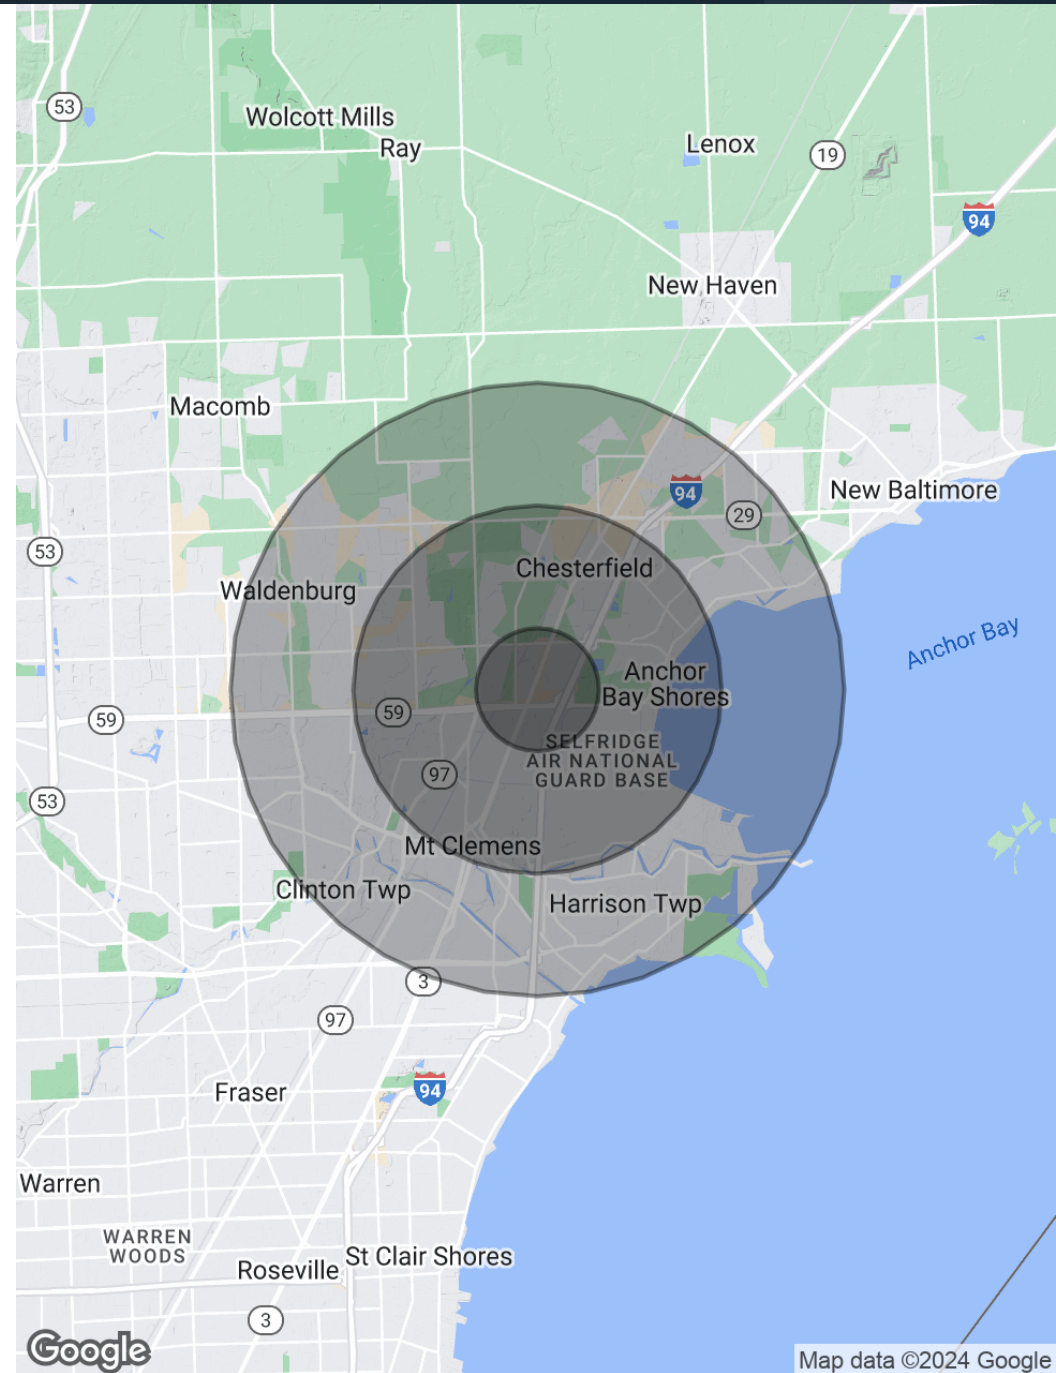 53
Wolcott Mills
Ray
Lenox
19
94
New Haven
Macomb
94
New Baltimore
29
53
Chesterfield
Waldenburg
Anchor Bay
Anchor
Bay Shores
59
59
SELFRIDGE
AIR NATIONAL
GUARD BASE
97
53
Mt Clemens
Clinton Twp
Harrison Twp
3
97
94
Fraser
Warren
WARREN
WOODS
St Clair Shores
Roseville
3
Google
Map data ©2024 Google